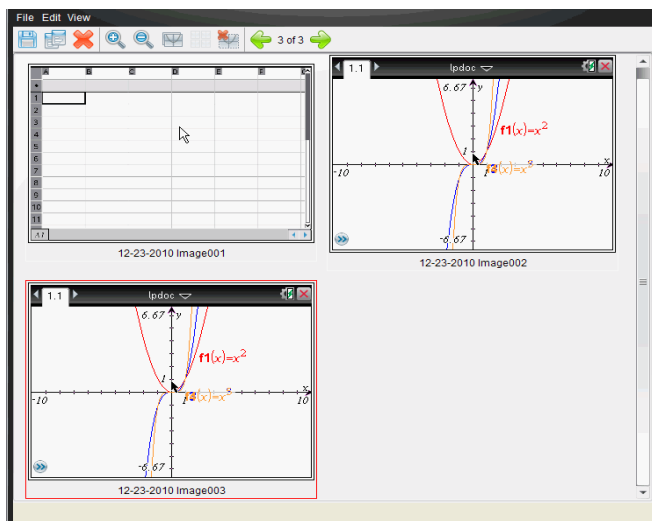 File Edit View
3 of 3
A B C D E F
1
2
3
4
5
6
7
8
9
10
11
A1
12-23-2010 Image001
1.1 lpdoc
6.67 y
f1(x)=x²
1
x
-10 1 10
-6.67
12-23-2010 Image002
1.1 lpdoc
6.67 y
f1(x)=x²
1
x
-10 1 10
-6.67
12-23-2010 Image003